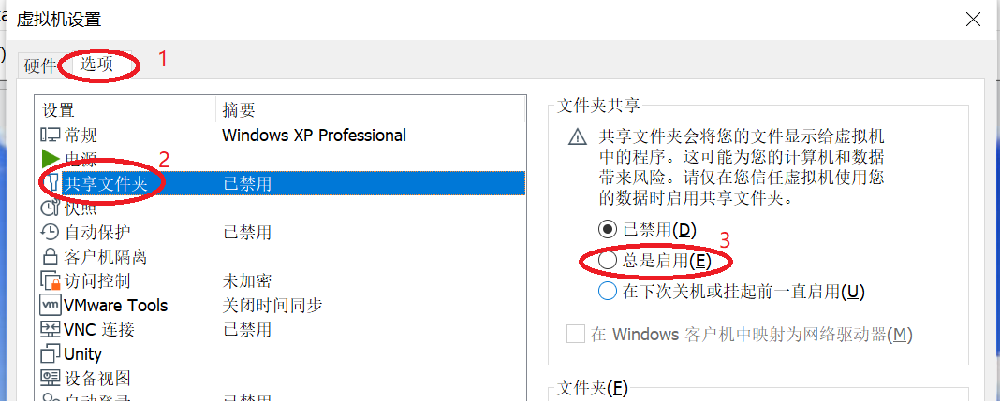 虚拟机设置
硬件 选项 1
设置 摘要
常规 Windows XP Professional
电源
2
共享文件夹 已禁用
快照
自动保护 已禁用
客户机隔离
访问控制 未加密
VMware Tools 关闭时间同步
VNC 连接 已禁用
Unity
设备视图
自动登录 已禁用
文件夹共享
共享文件夹会将您的文件显示给虚拟机
中的程序。这可能为您的计算机和数据
带来风险。请仅在您信任虚拟机使用您
的数据时启用共享文件夹。
已禁用(D)
3
总是启用(E)
在下次关机或挂起前一直启用(U)
在 Windows 客户机中映射为网络驱动器(M)
文件夹(F)